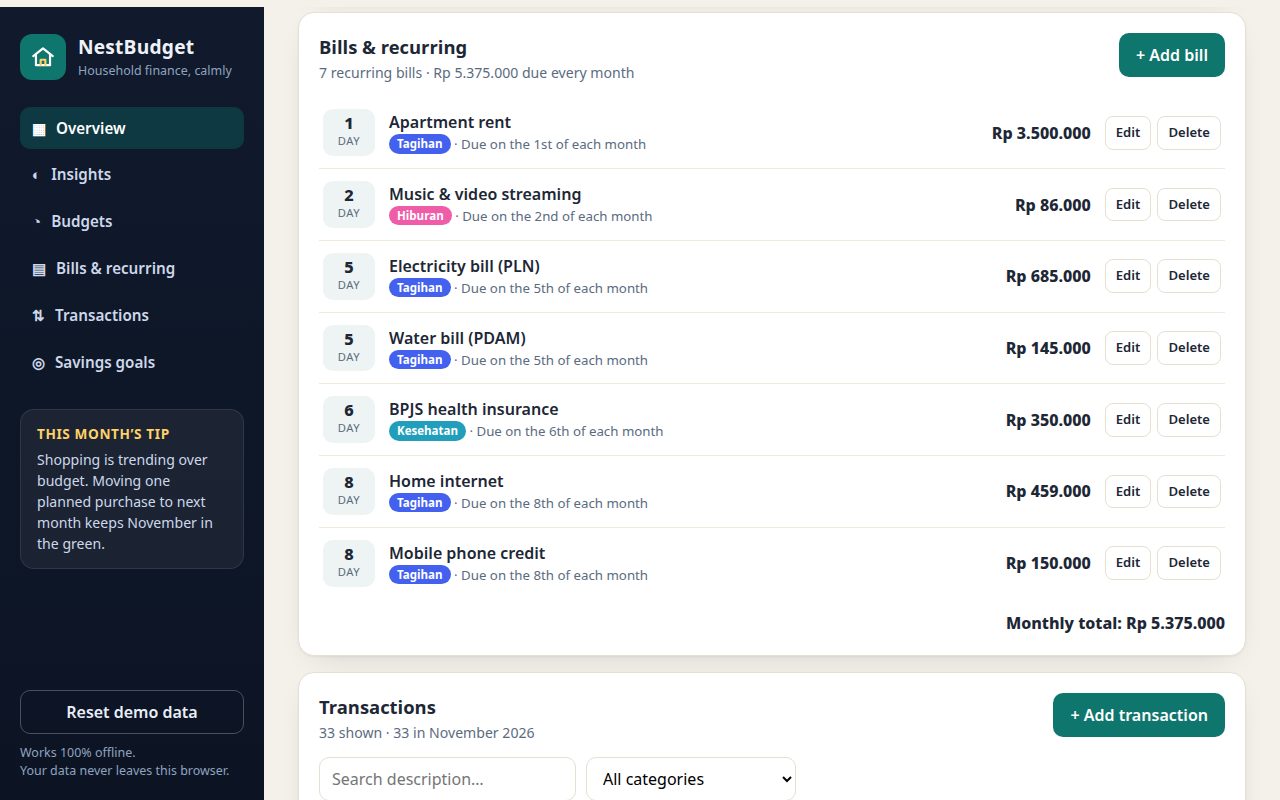 NestBudget
Household finance, calmly
Overview
Insights
Budgets
Bills & recurring
Transactions
Savings goals
THIS MONTH'S TIP
Shopping is trending over
budget. Moving one
planned purchase to next
month keeps November in
the green.
Reset demo data
Works 100% offline.
Your data never leaves this browser.
Bills & recurring
7 recurring bills · Rp 5.375.000 due every month
+ Add bill
1
DAY
Apartment rent
Tagihan · Due on the 1st of each month
Rp 3.500.000 Edit Delete
2
DAY
Music & video streaming
Hiburan · Due on the 2nd of each month
Rp 86.000 Edit Delete
5
DAY
Electricity bill (PLN)
Tagihan · Due on the 5th of each month
Rp 685.000 Edit Delete
5
DAY
Water bill (PDAM)
Tagihan · Due on the 5th of each month
Rp 145.000 Edit Delete
6
DAY
BPJS health insurance
Kesehatan · Due on the 6th of each month
Rp 350.000 Edit Delete
8
DAY
Home internet
Tagihan · Due on the 8th of each month
Rp 459.000 Edit Delete
8
DAY
Mobile phone credit
Tagihan · Due on the 8th of each month
Rp 150.000 Edit Delete
Monthly total: Rp 5.375.000
Transactions
33 shown · 33 in November 2026
+ Add transaction
Search description...
All categories